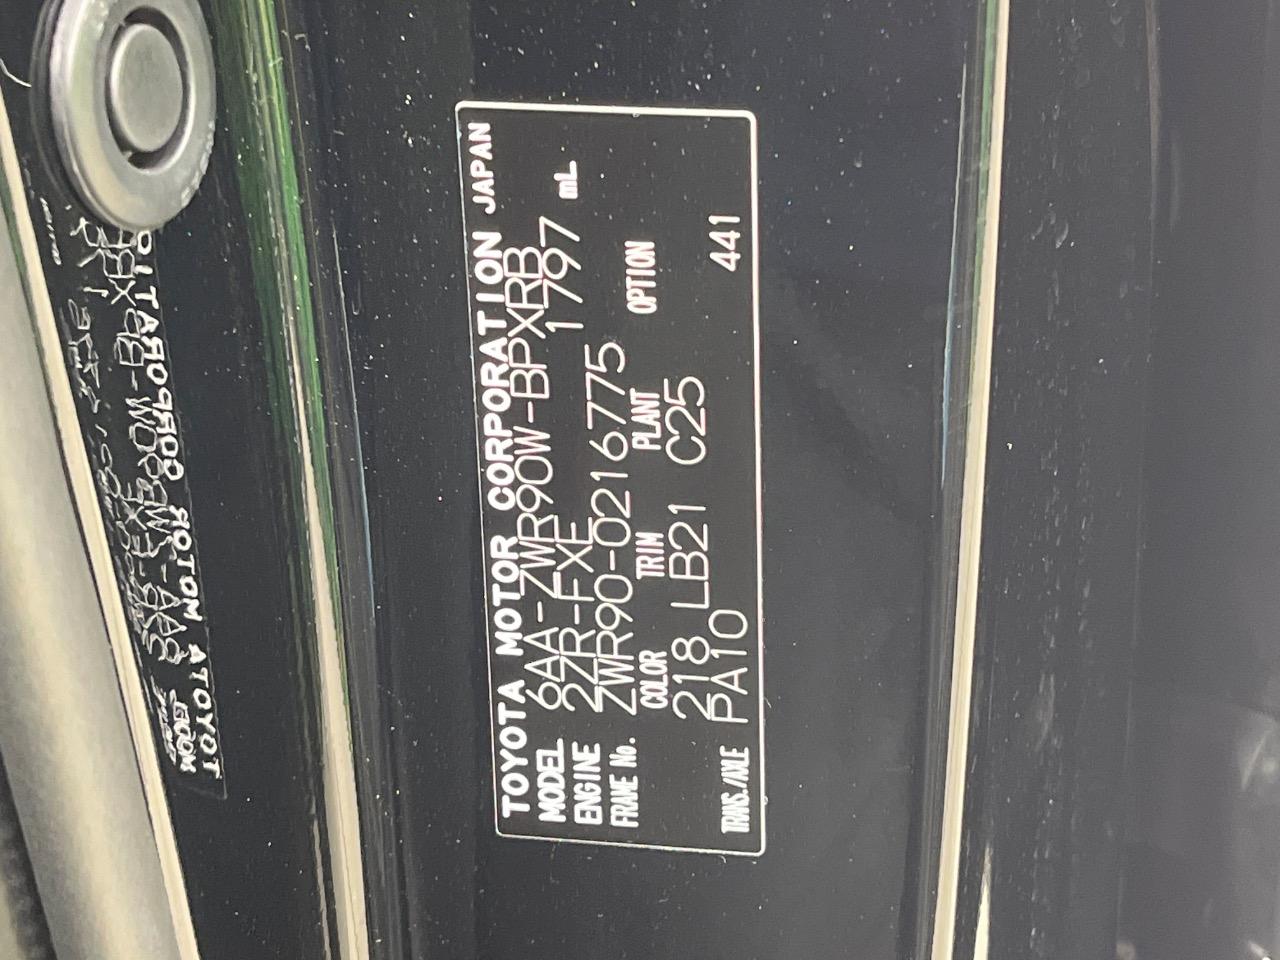 TOYOTA MOTOR CORPORATION JAPAN
MODEL 6AA-ZWR90W-BPXRB
ENGINE 2ZR-FXE 1797 mL
FRAME No. ZWR90-0216775
COLOR TRIM PLANT OPTION
218 LB21 C25
TRANS./AXLE PA10 441